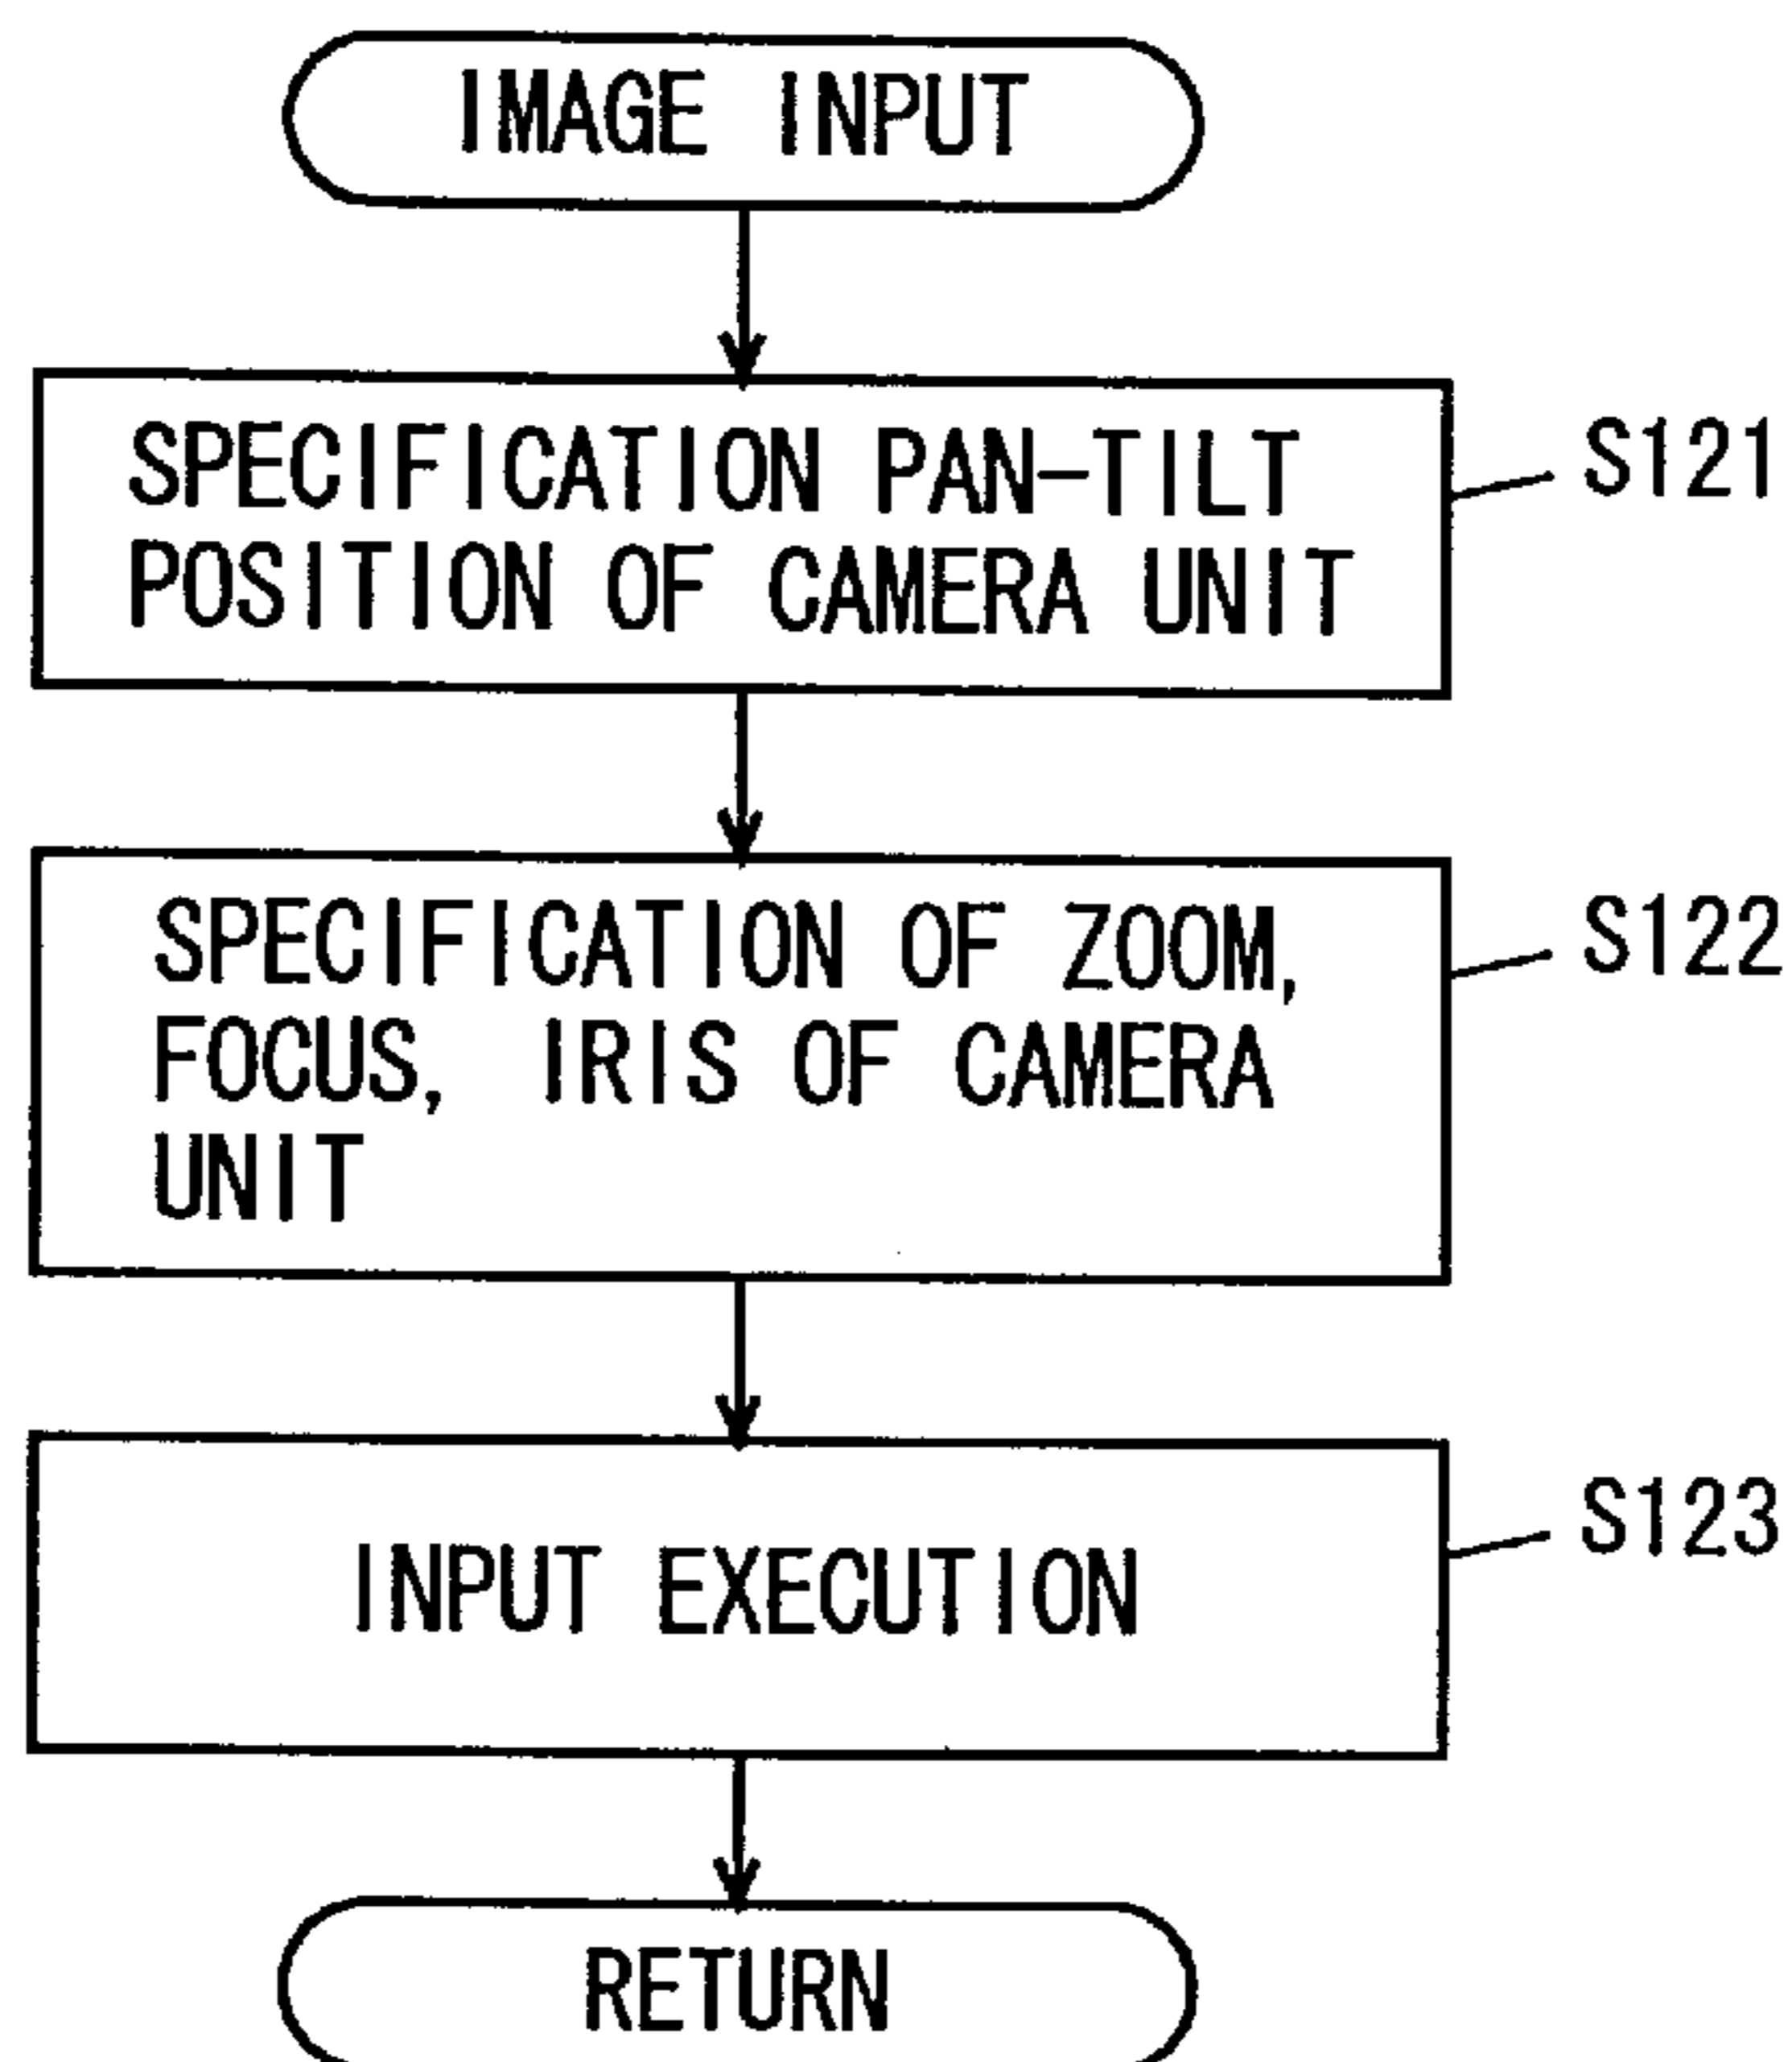 IMAGE INPUT
SPECIFICATION PAN-TILT
POSITION OF CAMERA UNIT
S121
SPECIFICATION OF ZOOM,
FOCUS, IRIS OF CAMERA
UNIT
S122
INPUT EXECUTION
S123
RETURN